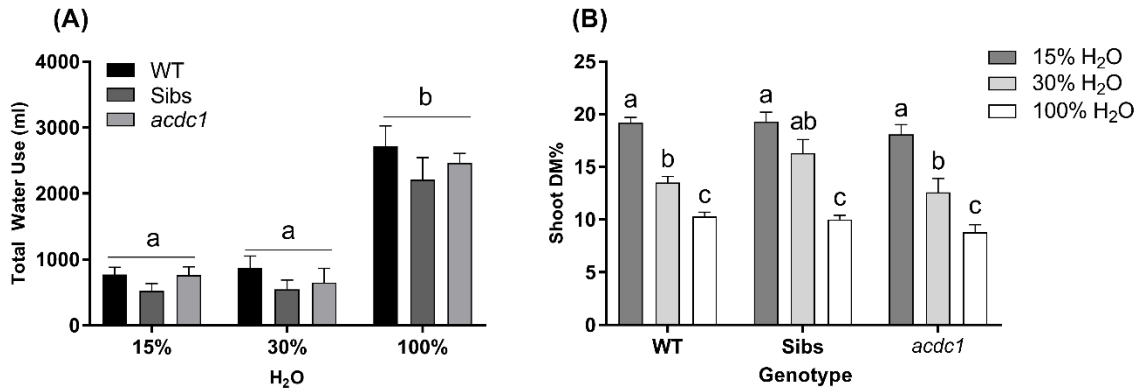 (A)
Total Water Use (ml)
4000
3000
2000
1000
0
WT
Sibs
acdc1
a
a
b
15% 30% 100%
H₂O
(B)
Shoot DM%
25
20
15
10
5
0
15% H₂O
30% H₂O
100% H₂O
a b c
a ab c
a b c
WT Sibs acdc1
Genotype